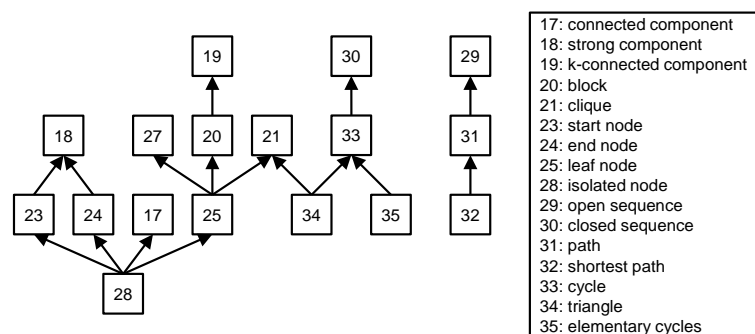 19
30
29
18
27
20
21
33
31
23
24
17
25
34
35
32
28
17: connected component
18: strong component
19: k-connected component
20: block
21: clique
23: start node
24: end node
25: leaf node
28: isolated node
29: open sequence
30: closed sequence
31: path
32: shortest path
33: cycle
34: triangle
35: elementary cycles